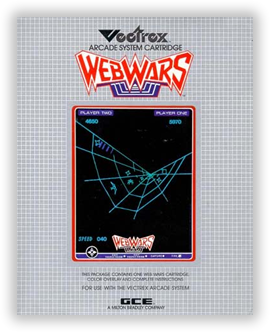 Vectrex
ARCADE SYSTEM CARTRIDGE
WEB WARS
PLAYER TWO PLAYER ONE
4850 5870
SPEED 040
WEB WARS
THIS PACKAGE CONTAINS ONE WEB WARS CARTRIDGE,
COLOR OVERLAY AND COMPLETE INSTRUCTIONS.
FOR USE WITH THE VECTREX ARCADE SYSTEM
GCE
A MILTON BRADLEY COMPANY